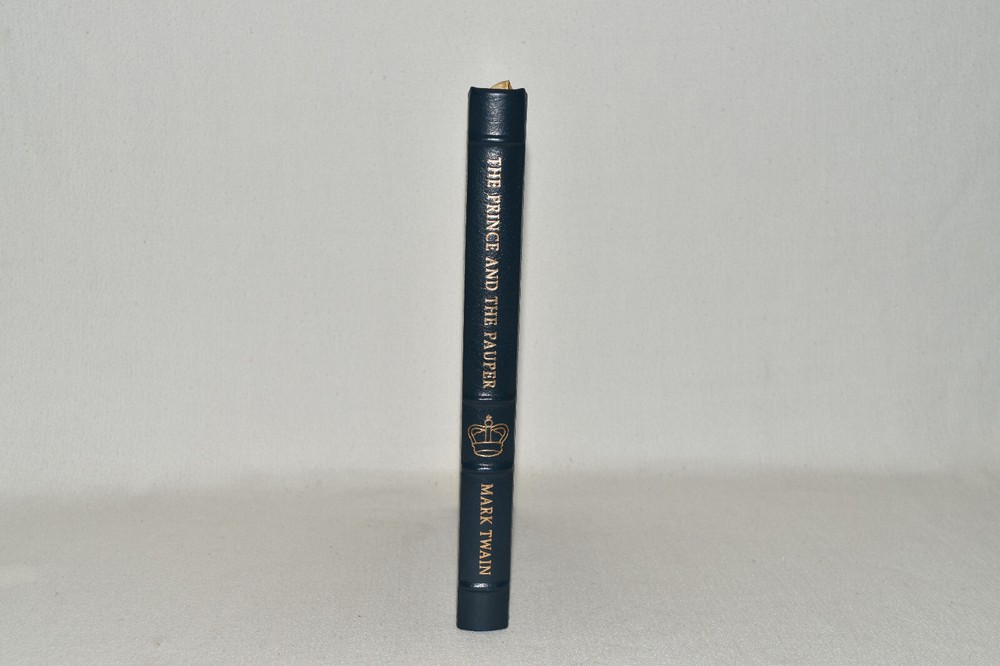 THE PRINCE AND THE PAUPER
MARK TWAIN